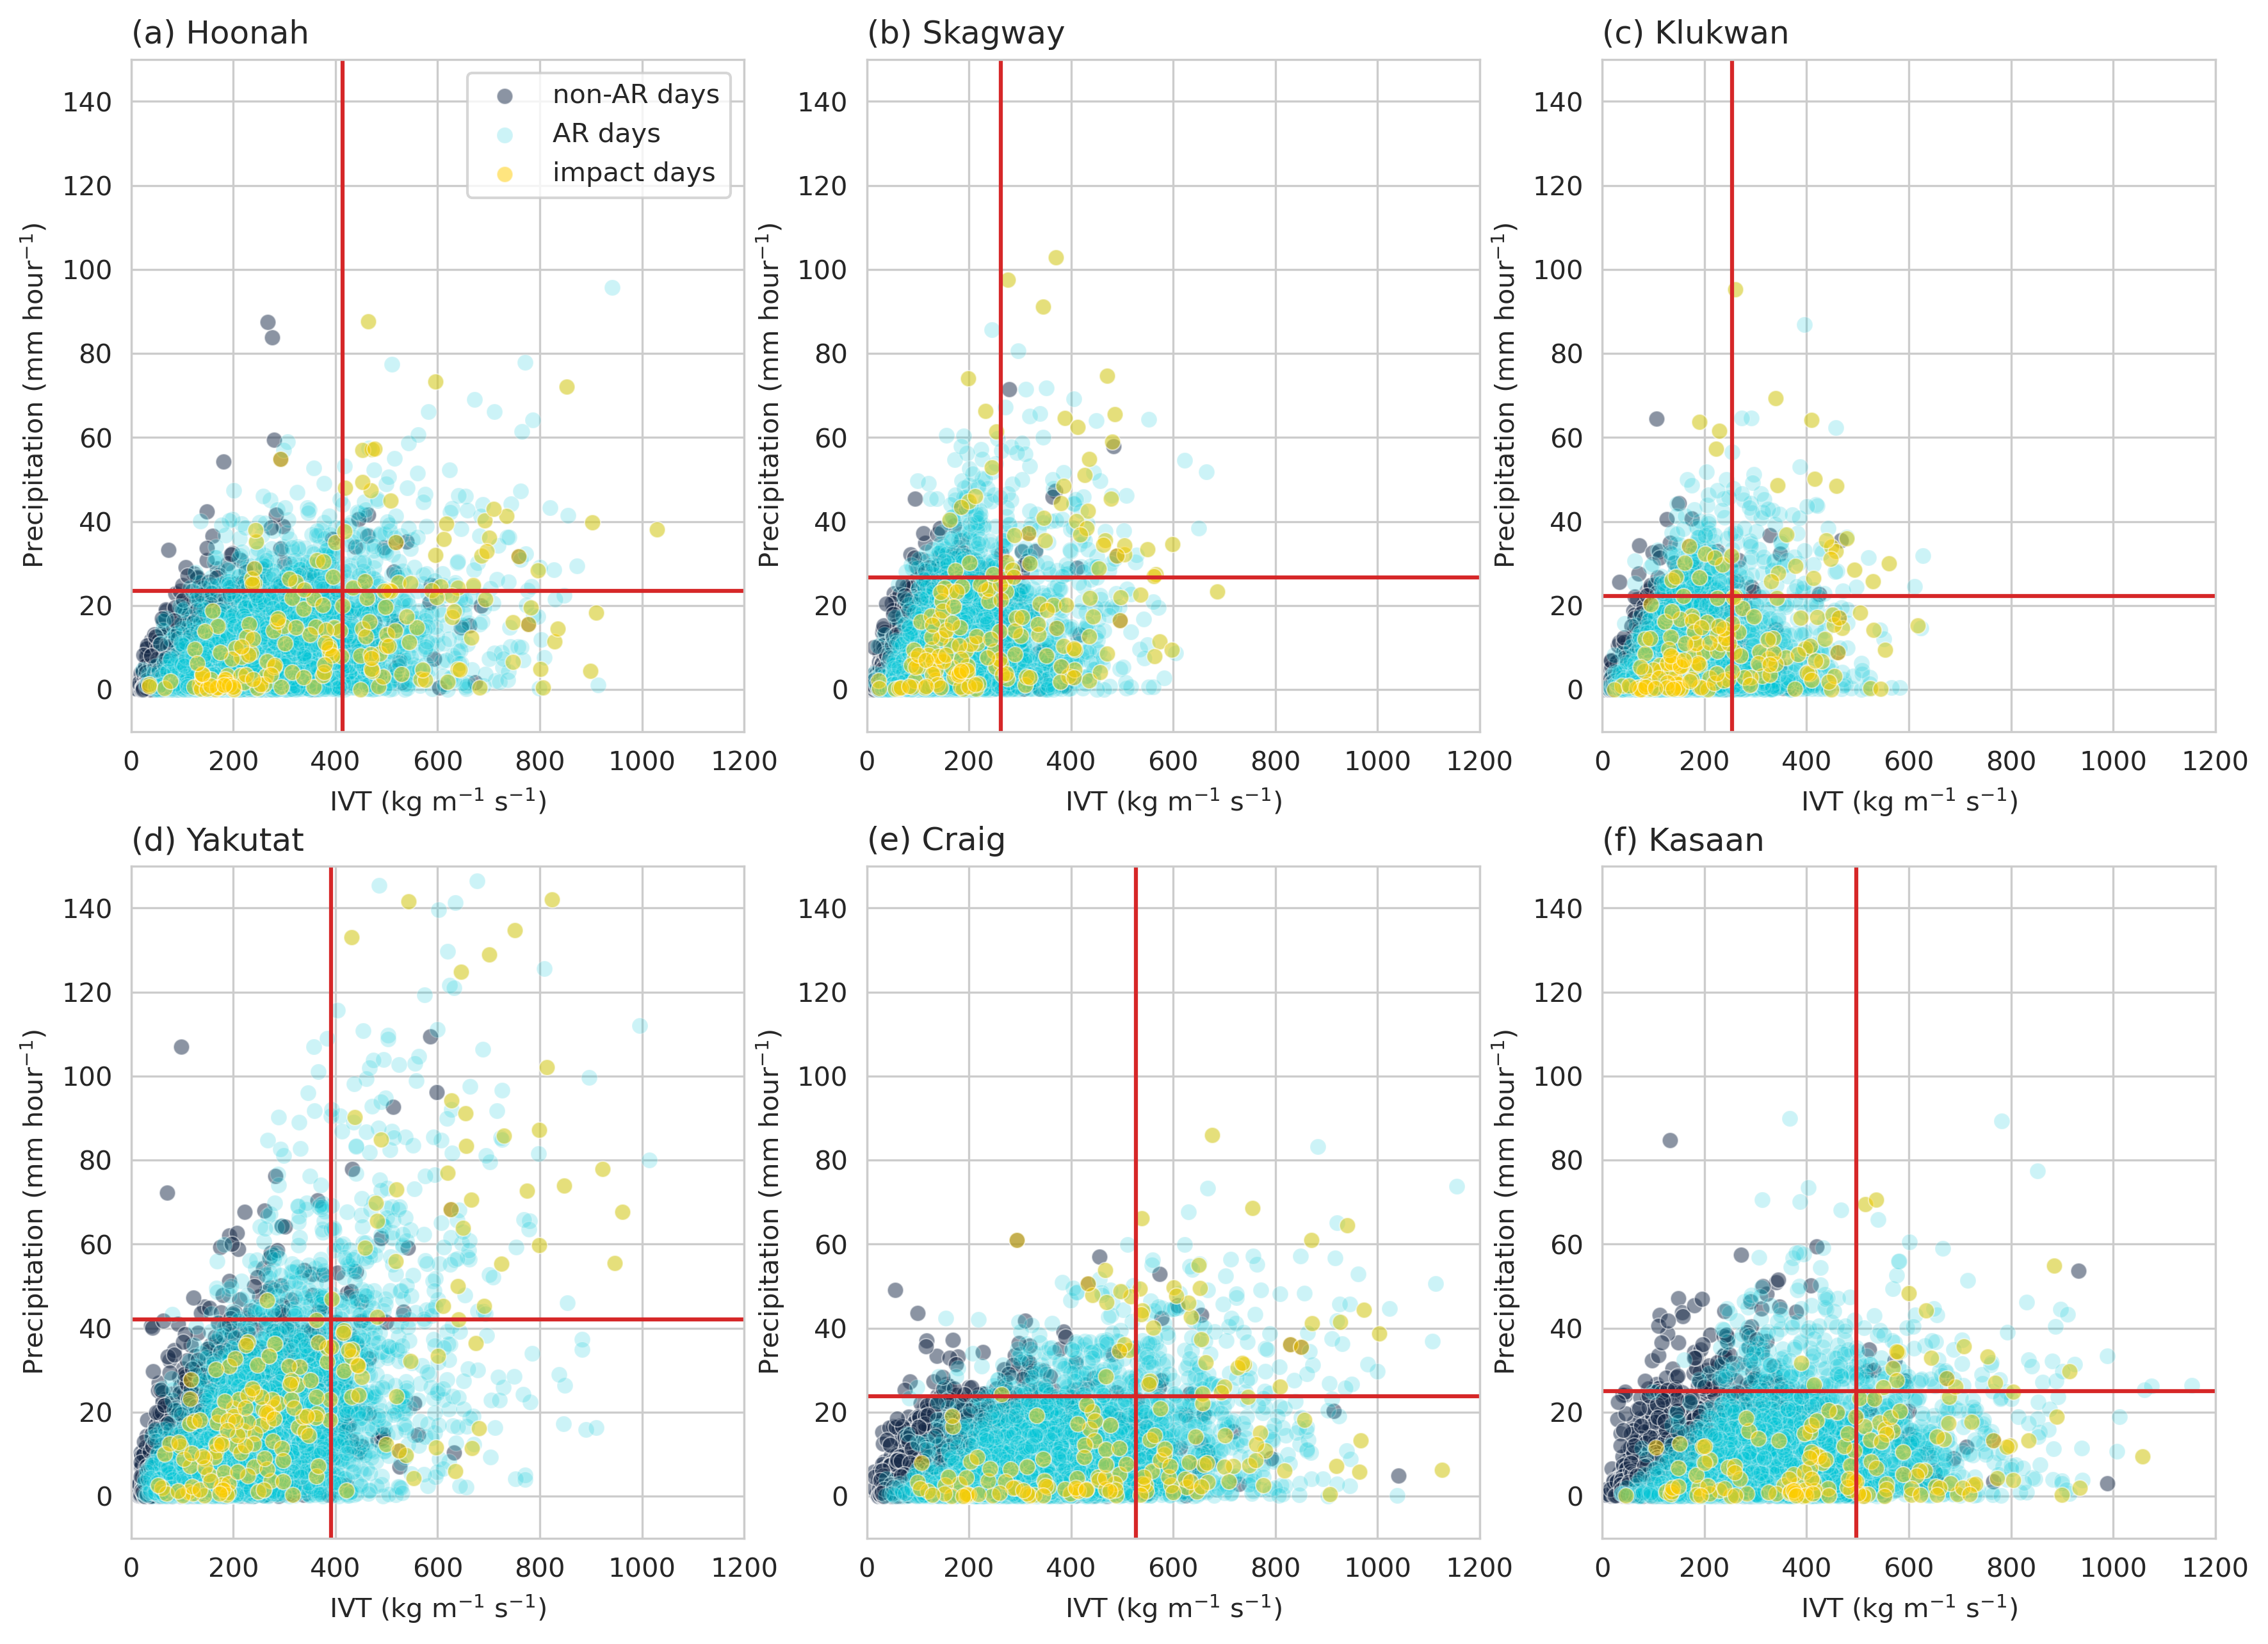 (a) Hoonah
Precipitation (mm hour⁻¹)
140
120
100
80
60
40
20
0
non-AR days
AR days
impact days
0 200 400 600 800 1000 1200
IVT (kg m⁻¹ s⁻¹)
(b) Skagway
Precipitation (mm hour⁻¹)
140
120
100
80
60
40
20
0
0 200 400 600 800 1000 1200
IVT (kg m⁻¹ s⁻¹)
(c) Klukwan
Precipitation (mm hour⁻¹)
140
120
100
80
60
40
20
0
0 200 400 600 800 1000 1200
IVT (kg m⁻¹ s⁻¹)
(d) Yakutat
Precipitation (mm hour⁻¹)
140
120
100
80
60
40
20
0
0 200 400 600 800 1000 1200
IVT (kg m⁻¹ s⁻¹)
(e) Craig
Precipitation (mm hour⁻¹)
140
120
100
80
60
40
20
0
0 200 400 600 800 1000 1200
IVT (kg m⁻¹ s⁻¹)
(f) Kasaan
Precipitation (mm hour⁻¹)
140
120
100
80
60
40
20
0
0 200 400 600 800 1000 1200
IVT (kg m⁻¹ s⁻¹)